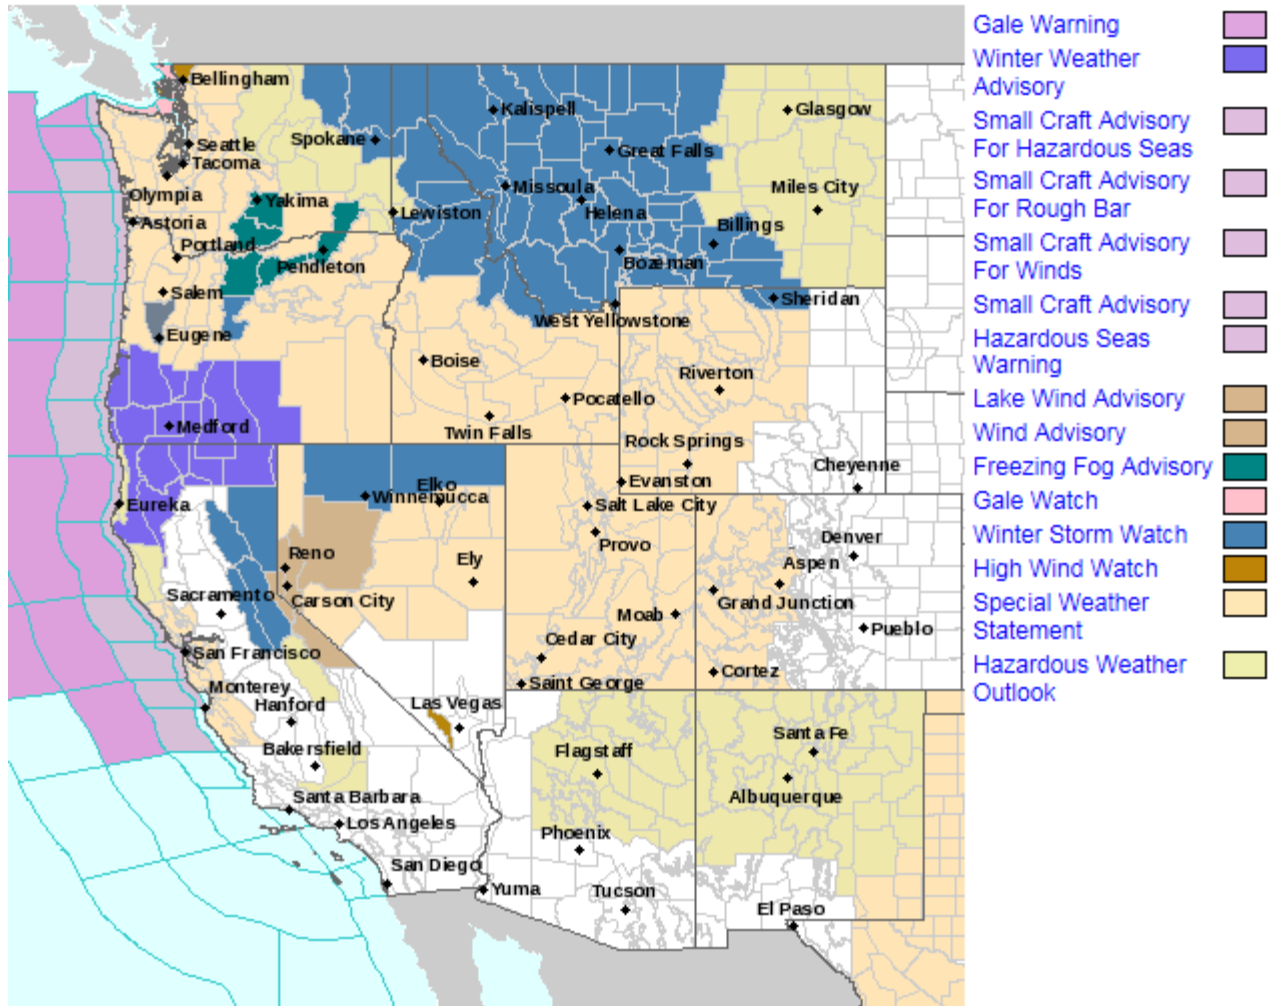 Bellingham
Kalispell
Glasgow
Spokane
Seattle
Great Falls
Tacoma
Missoula
Miles City
Olympia
Yakima
Helena
Lewiston
Astoria
Billings
Portland
Pendleton
Bozeman
Salem
Sheridan
West Yellowstone
Eugene
Boise
Riverton
Pocatello
Medford
Twin Falls
Rock Springs
Cheyenne
Evanston
Elko
Winnemucca
Eureka
Salt Lake City
Denver
Provo
Reno
Ely
Aspen
Sacramento
Carson City
Grand Junction
Moab
Pueblo
Cedar City
San Francisco
Cortez
Saint George
Monterey
Hanford
Las Vegas
Santa Fe
Bakersfield
Flagstaff
Albuquerque
Santa Barbara
Los Angeles
Phoenix
San Diego
Yuma
Tucson
El Paso
Gale Warning
Winter Weather
Advisory
Small Craft Advisory
For Hazardous Seas
Small Craft Advisory
For Rough Bar
Small Craft Advisory
For Winds
Small Craft Advisory
Hazardous Seas
Warning
Lake Wind Advisory
Wind Advisory
Freezing Fog Advisory
Gale Watch
Winter Storm Watch
High Wind Watch
Special Weather
Statement
Hazardous Weather
Outlook